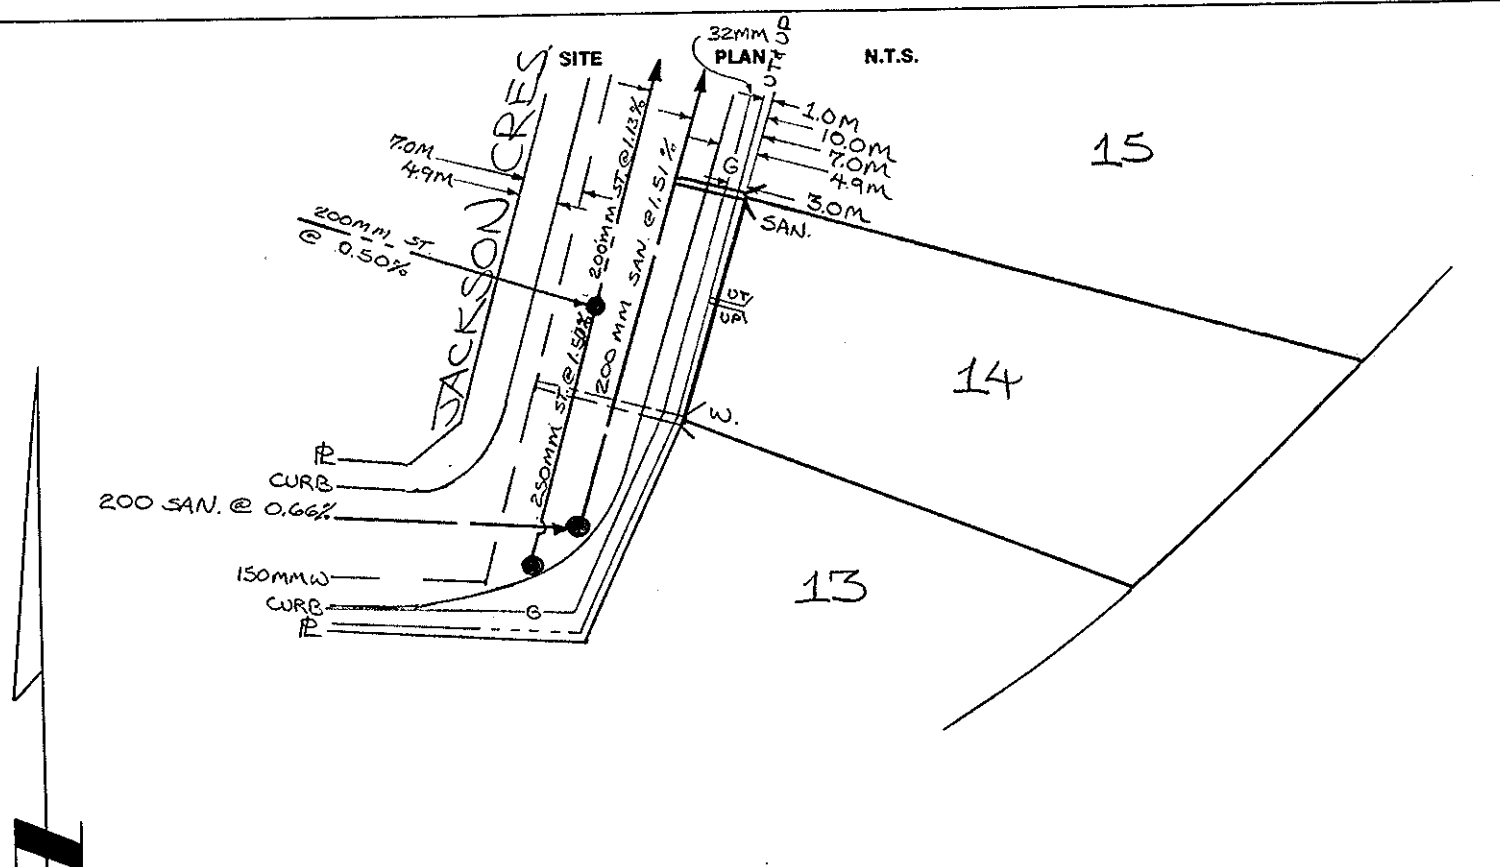 SITE PLAN N.T.S.
32MM
UT & UP
JACKSON CRES.
7.0M
4.9M
200MM ST.
@ 0.50%
200MM ST. @ 1.13%
200 MM SAN. @ 1.51%
250MM ST. @ 1.50%
G
1.0M
10.0M
7.0M
4.9M
3.0M
SAN.
15
UT/
UP
14
W.
PL
CURB
200 SAN. @ 0.66%
13
150MMW
CURB
G
PL